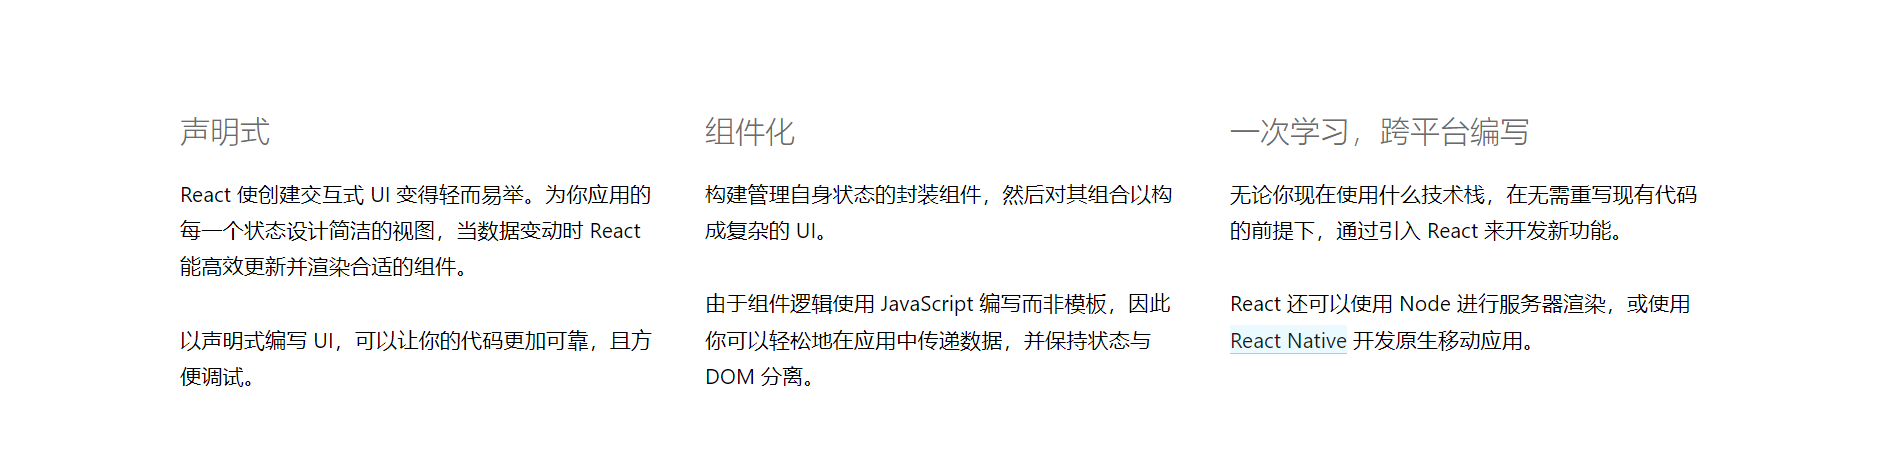 声明式
React 使创建交互式 UI 变得轻而易举。为你应用的
每一个状态设计简洁的视图，当数据变动时 React
能高效更新并渲染合适的组件。
以声明式编写 UI，可以让你的代码更加可靠，且方
便调试。
组件化
构建管理自身状态的封装组件，然后对其组合以构
成复杂的 UI。
由于组件逻辑使用 JavaScript 编写而非模板，因此
你可以轻松地在应用中传递数据，并保持状态与
DOM 分离。
一次学习，跨平台编写
无论你现在使用什么技术栈，在无需重写现有代码
的前提下，通过引入 React 来开发新功能。
React 还可以使用 Node 进行服务器渲染，或使用
React Native 开发原生移动应用。